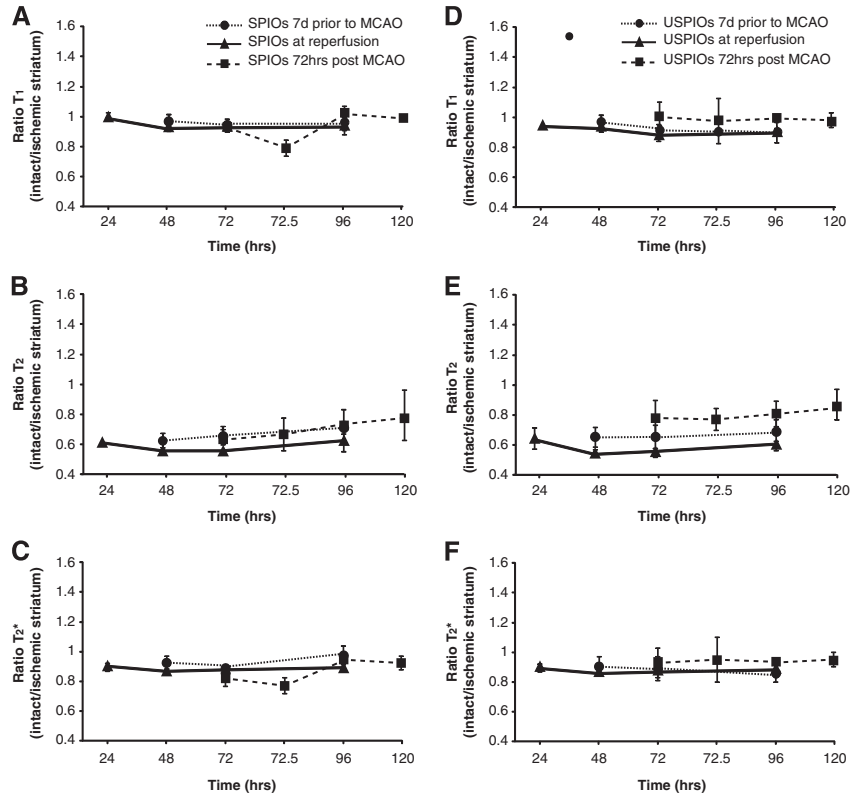 A
SPIOs 7d prior to MCAO
SPIOs at reperfusion
SPIOs 72hrs post MCAO
Ratio T1
(intact/ischemic striatum)
1.6
1.4
1.2
1
0.8
0.6
0.4
24 48 72 72.5 96 120
Time (hrs)
D
USPIOs 7d prior to MCAO
USPIOs at reperfusion
USPIOs 72hrs post MCAO
Ratio T1
(intact/ischemic striatum)
1.6
1.4
1.2
1
0.8
0.6
0.4
24 48 72 72.5 96 120
Time (hrs)
B
Ratio T2
(intact/ischemic striatum)
1.6
1.4
1.2
1
0.8
0.6
0.4
24 48 72 72.5 96 120
Time (hrs)
E
Ratio T2
(intact/ischemic striatum)
1.6
1.4
1.2
1
0.8
0.6
0.4
24 48 72 72.5 96 120
Time (hrs)
C
Ratio T2*
(intact/ischemic striatum)
1.6
1.4
1.2
1
0.8
0.6
0.4
24 48 72 72.5 96 120
Time (hrs)
F
Ratio T2*
(intact/ischemic striatum)
1.6
1.4
1.2
1
0.8
0.6
0.4
24 48 72 72.5 96 120
Time (hrs)